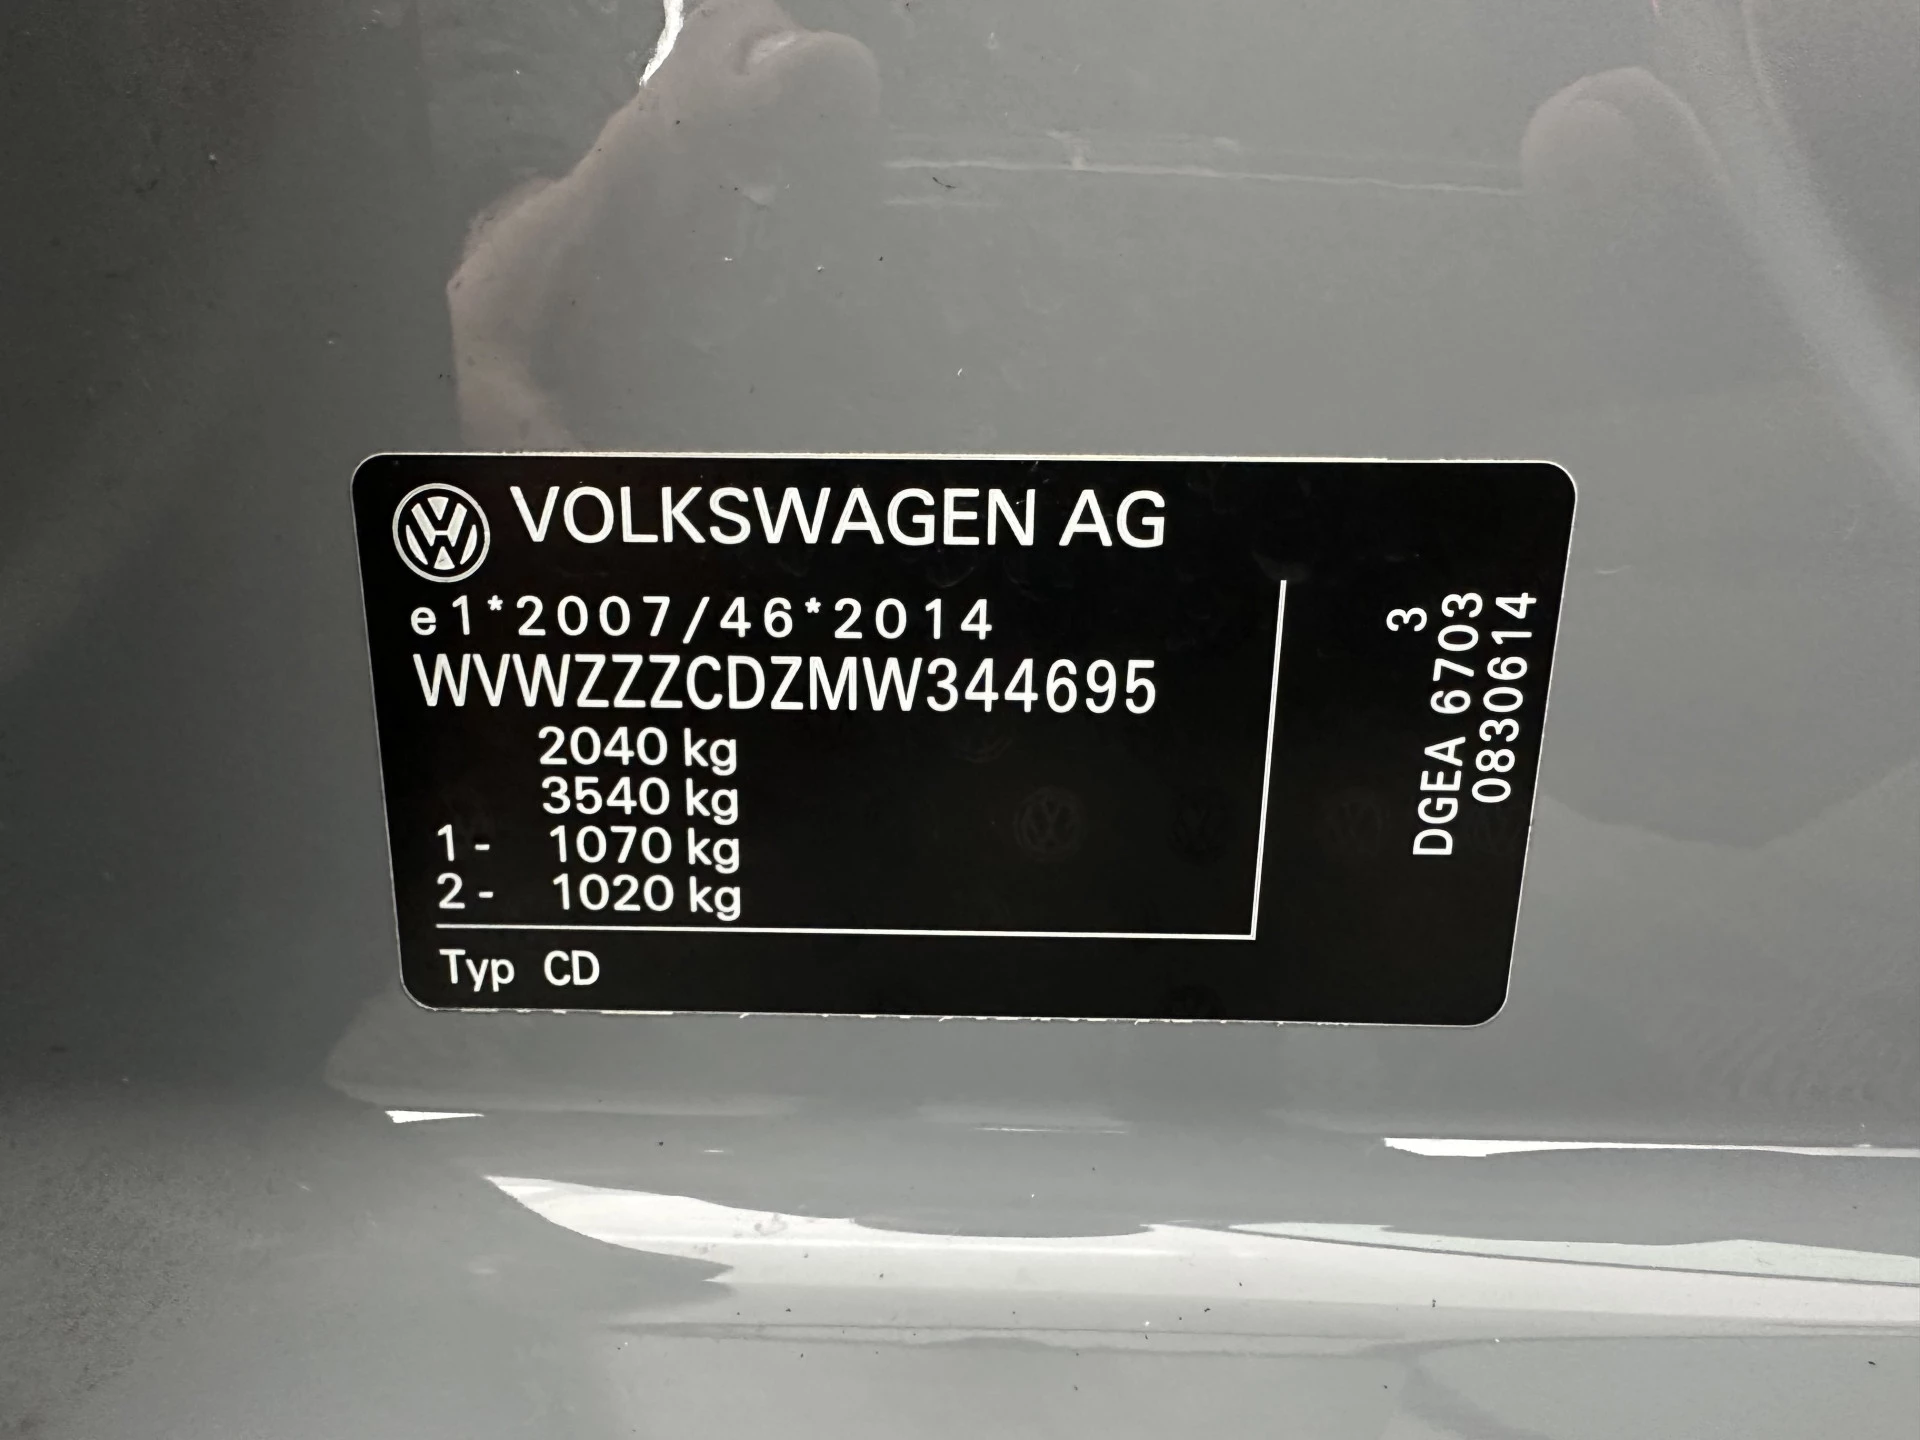 VOLKSWAGEN AG
e1*2007/46*2014
WVWZZZCDZMW344695
2040 kg
3540 kg
1- 1070 kg
2- 1020 kg
Typ CD
3
DGEA 6703
0830614